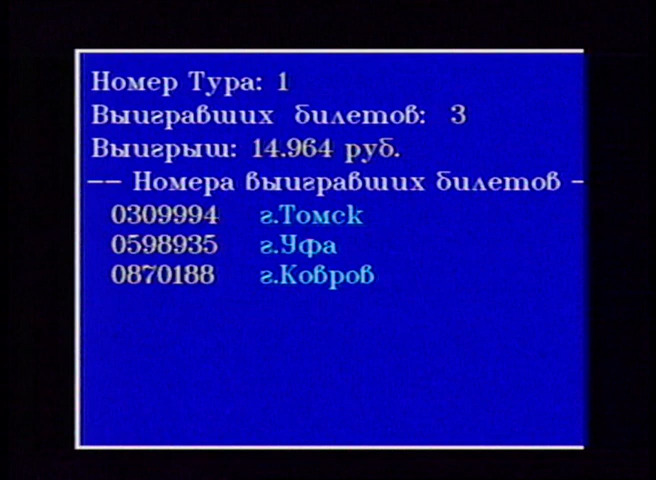 Номер Тура: 1
Выигравших билетов: 3
Выигрыш: 14.964 руб.
-- Номера выигравших билетов -
0309994 г.Томск
0598935 г.Уфа
0870188 г.Ковров